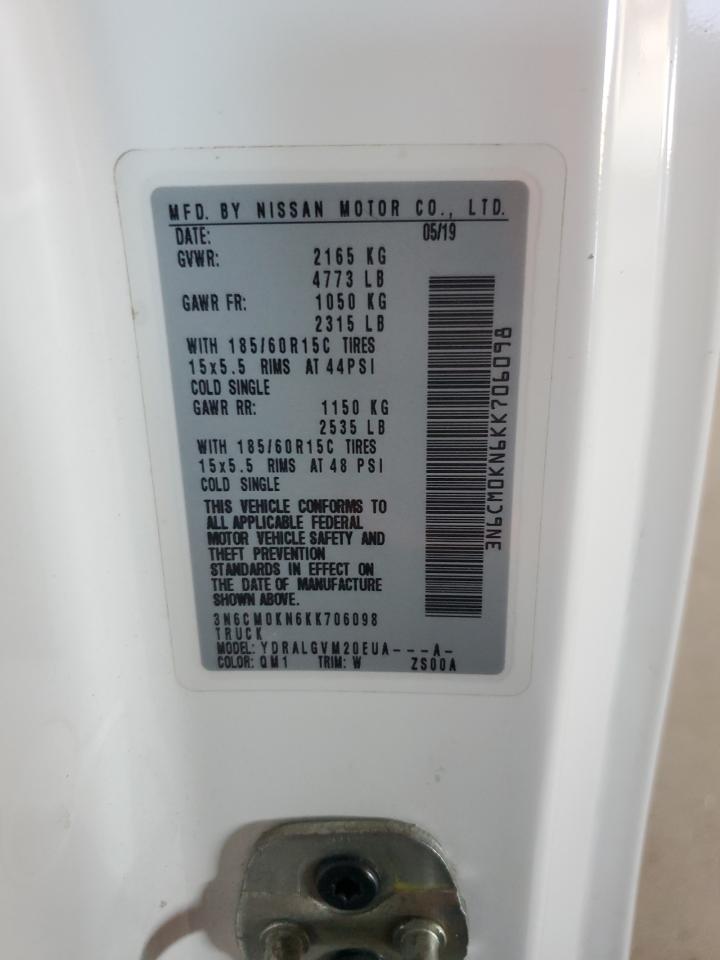 MFD. BY NISSAN MOTOR CO., LTD.
DATE: 05/19
GVWR: 2165 KG
4773 LB
GAWR FR: 1050 KG
2315 LB
WITH 185/60R15C TIRES
15x5.5 RIMS AT 44PSI
COLD SINGLE
GAWR RR: 1150 KG
2535 LB
WITH 185/60R15C TIRES
15x5.5 RIMS AT 48 PSI
COLD SINGLE
THIS VEHICLE CONFORMS TO
ALL APPLICABLE FEDERAL
MOTOR VEHICLE SAFETY AND
THEFT PREVENTION
STANDARDS IN EFFECT ON
THE DATE OF MANUFACTURE
SHOWN ABOVE.
3N6CM0KN6KK706098
TRUCK
MODEL: YDRALGVM20EUA---A-
COLOR: QM1 TRIM: W ZS00A
3N6CM0KN6KK706098